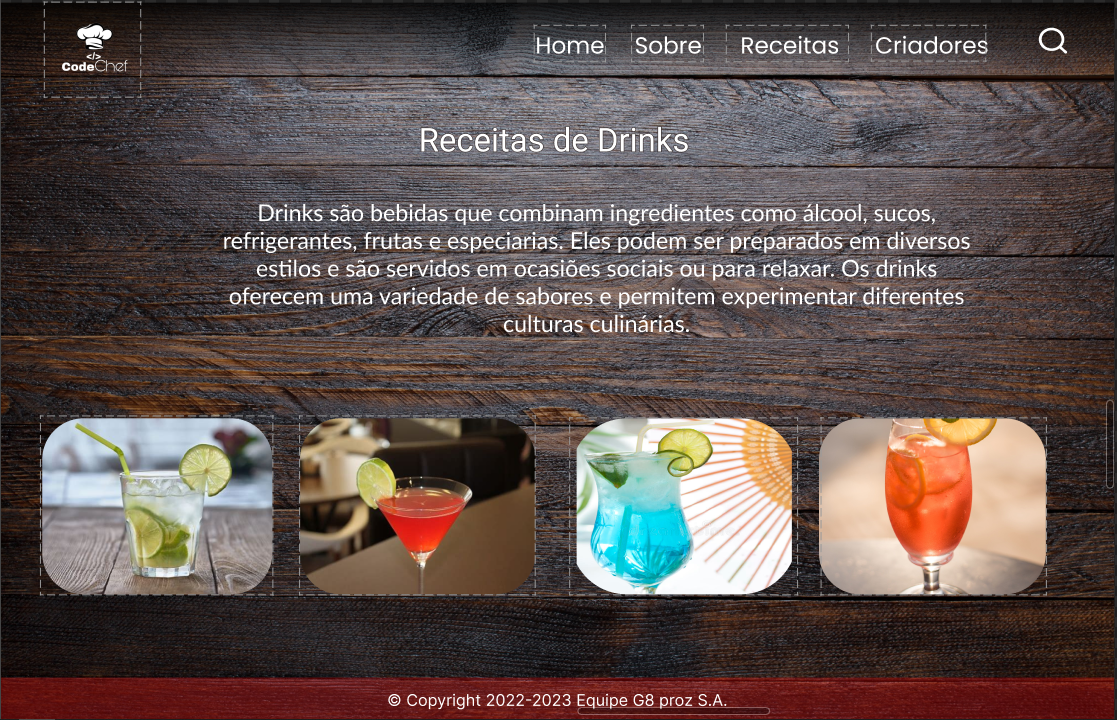 </>
CodeChef
Home Sobre Receitas Criadores
Receitas de Drinks
Drinks são bebidas que combinam ingredientes como álcool, sucos,
refrigerantes, frutas e especiarias. Eles podem ser preparados em diversos
estilos e são servidos em ocasiões sociais ou para relaxar. Os drinks
oferecem uma variedade de sabores e permitem experimentar diferentes
culturas culinárias.
© Copyright 2022-2023 Equipe G8 proz S.A.